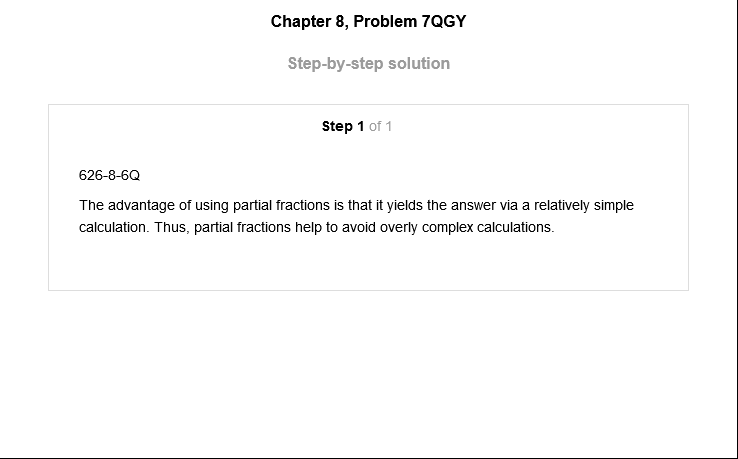 Chapter 8, Problem 7QGY
Step-by-step solution
Step 1 of 1
626-8-6Q
The advantage of using partial fractions is that it yields the answer via a relatively simple
calculation. Thus, partial fractions help to avoid overly complex calculations.